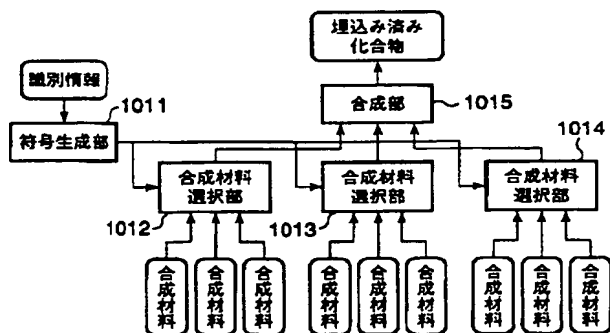 埋込み済み
化合物
識別情報
1011
符号生成部
合成部
1015
1014
合成材料
選択部
1012
合成材料
選択部
1013
合成材料
選択部
合成材料
合成材料
合成材料
合成材料
合成材料
合成材料
合成材料
合成材料
合成材料